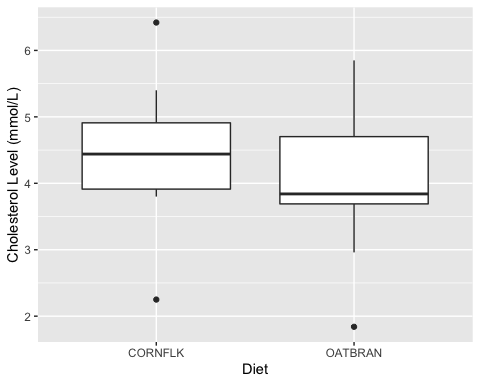 6
5
4
3
2
Cholesterol Level (mmol/L)
CORNFLK OATBRAN
Diet